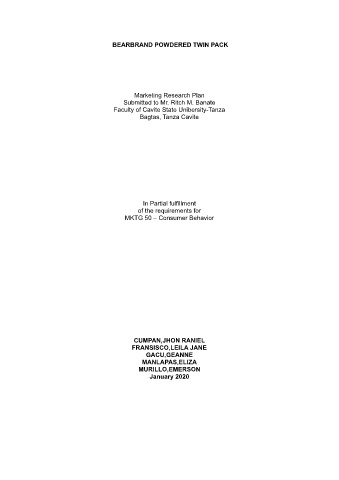 BEARBRAND POWDERED TWIN PACK
Marketing Research Plan
Submitted to Mr. Ritch M. Banate
Faculty of Cavite State Unibersity-Tanza
Bagtas, Tanza Cavite
In Partial fulfillment
of the requirements for
MKTG 50 – Consumer Behavior
CUMPAN,JHON RANIEL
FRANSISCO,LEILA JANE
GACU,GEANNE
MANLAPAS,ELIZA
MURILLO,EMERSON
January 2020